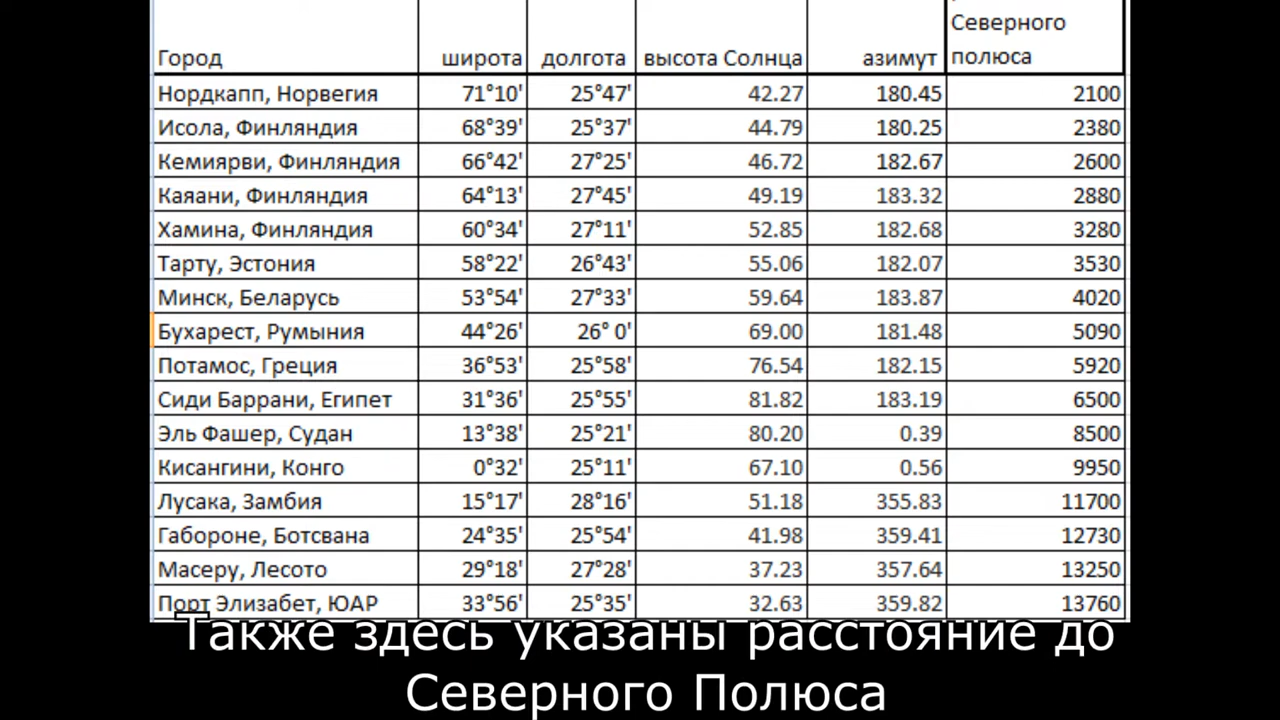 Северного
Город широта долгота высота Солнца азимут полюса
Нордкапп, Норвегия 71°10' 25°47' 42.27 180.45 2100
Исола, Финляндия 68°39' 25°37' 44.79 180.25 2380
Кемиярви, Финляндия 66°42' 27°25' 46.72 182.67 2600
Каяани, Финляндия 64°13' 27°45' 49.19 183.32 2880
Хамина, Финляндия 60°34' 27°11' 52.85 182.68 3280
Тарту, Эстония 58°22' 26°43' 55.06 182.07 3530
Минск, Беларусь 53°54' 27°33' 59.64 183.87 4020
Бухарест, Румыния 44°26' 26° 0' 69.00 181.48 5090
Потамос, Греция 36°53' 25°58' 76.54 182.15 5920
Сиди Баррани, Египет 31°36' 25°55' 81.82 183.19 6500
Эль Фашер, Судан 13°38' 25°21' 80.20 0.39 8500
Кисангини, Конго 0°32' 25°11' 67.10 0.56 9950
Лусака, Замбия 15°17' 28°16' 51.18 355.83 11700
Габороне, Ботсвана 24°35' 25°54' 41.98 359.41 12730
Масеру, Лесото 29°18' 27°28' 37.23 357.64 13250
Порт Элизабет, ЮАР 33°56' 25°35' 32.63 359.82 13760
Также здесь указаны расстояние до
Северного Полюса